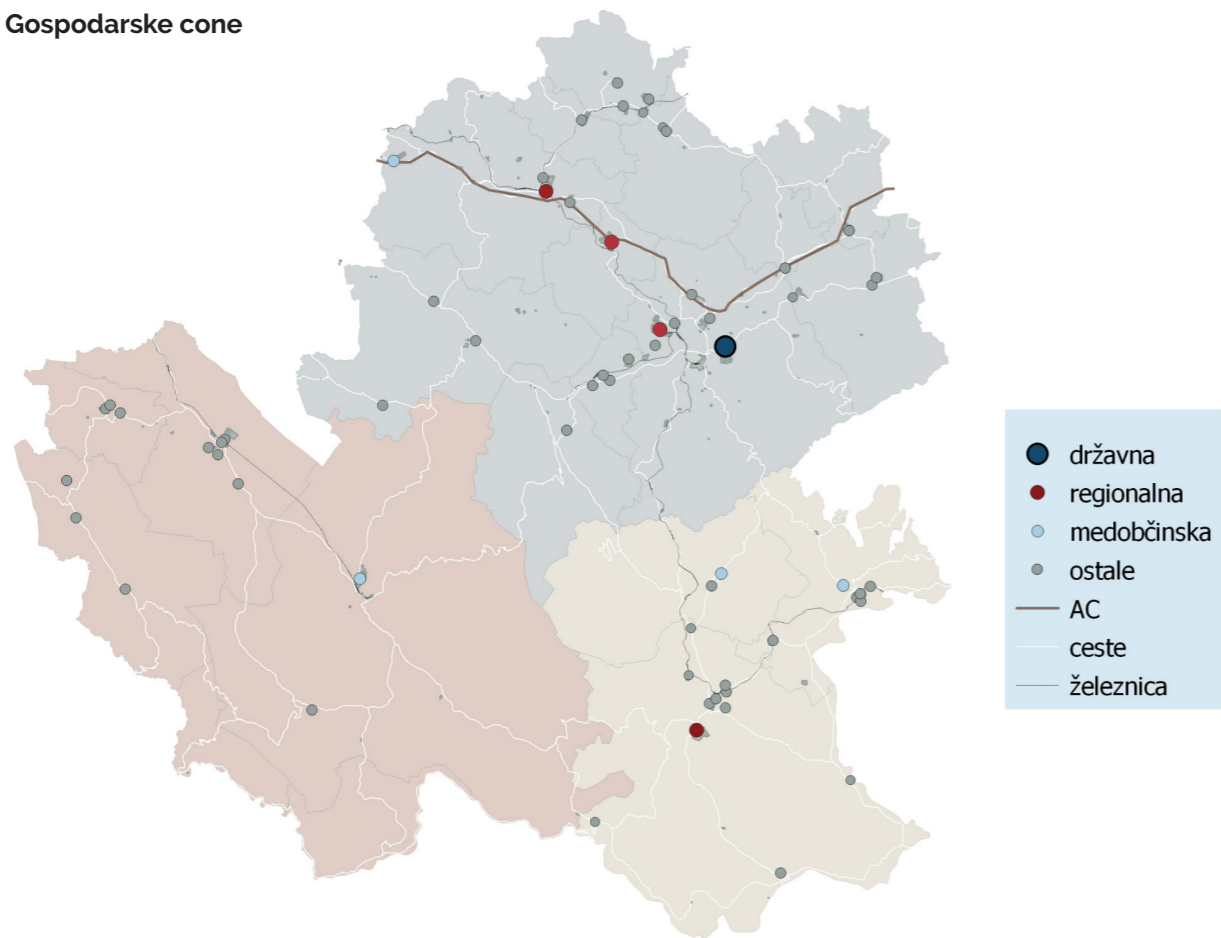 Gospodarske cone
državna
regionalna
medobčinska
ostale
AC
ceste
železnica